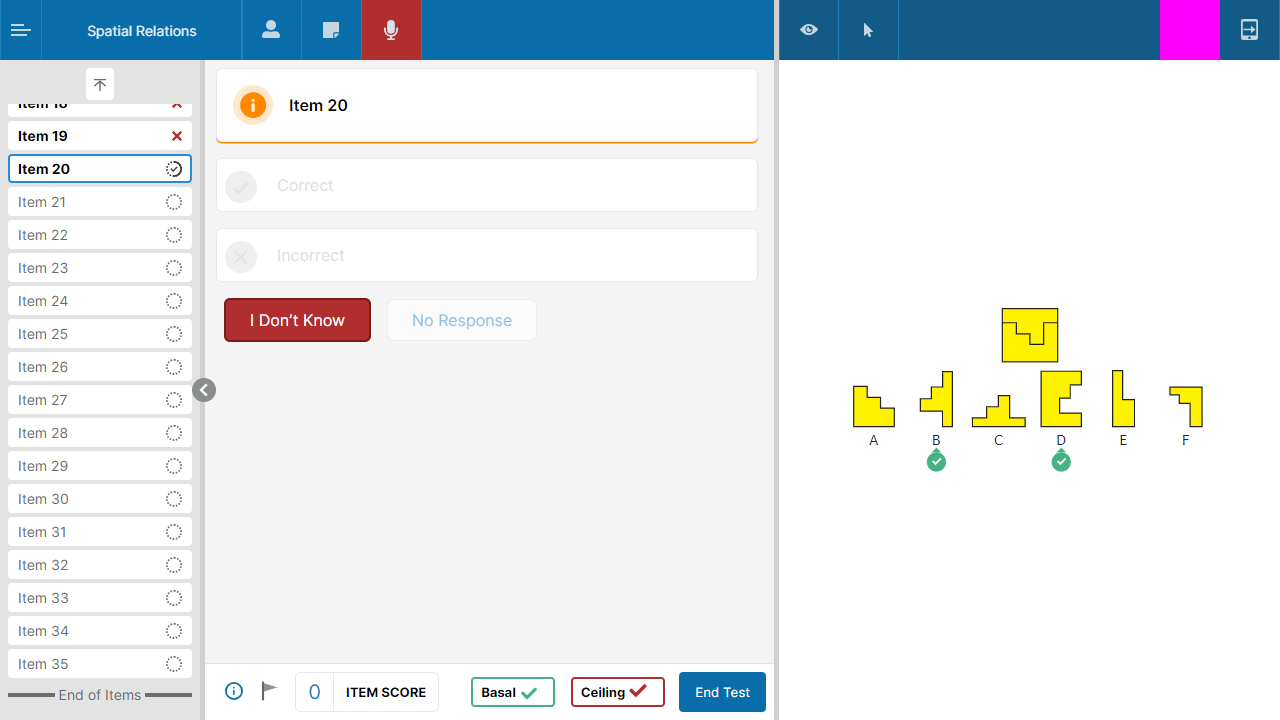 Spatial Relations
Item 18
Item 19
Item 20
Item 21
Item 22
Item 23
Item 24
Item 25
Item 26
Item 27
Item 28
Item 29
Item 30
Item 31
Item 32
Item 33
Item 34
Item 35
End of Items
Item 20
Correct
Incorrect
I Don't Know No Response
0 ITEM SCORE Basal Ceiling End Test
A B C D E F